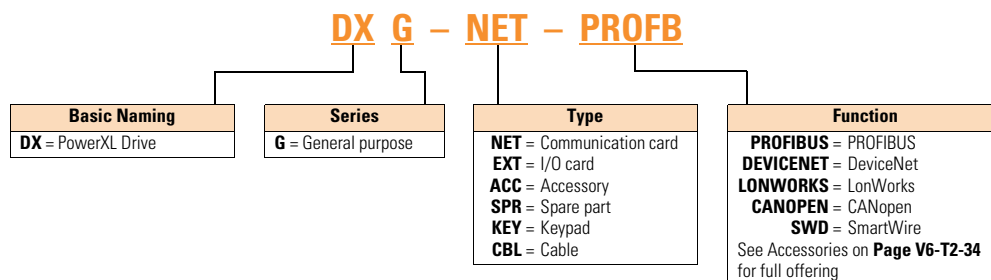 DX G – NET – PROFB
Basic Naming
DX = PowerXL Drive
Series
G = General purpose
Type
NET = Communication card
EXT = I/O card
ACC = Accessory
SPR = Spare part
KEY = Keypad
CBL = Cable
Function
PROFIBUS = PROFIBUS
DEVICENET = DeviceNet
LONWORKS = LonWorks
CANOPEN = CANopen
SWD = SmartWire
See Accessories on Page V6-T2-34
for full offering